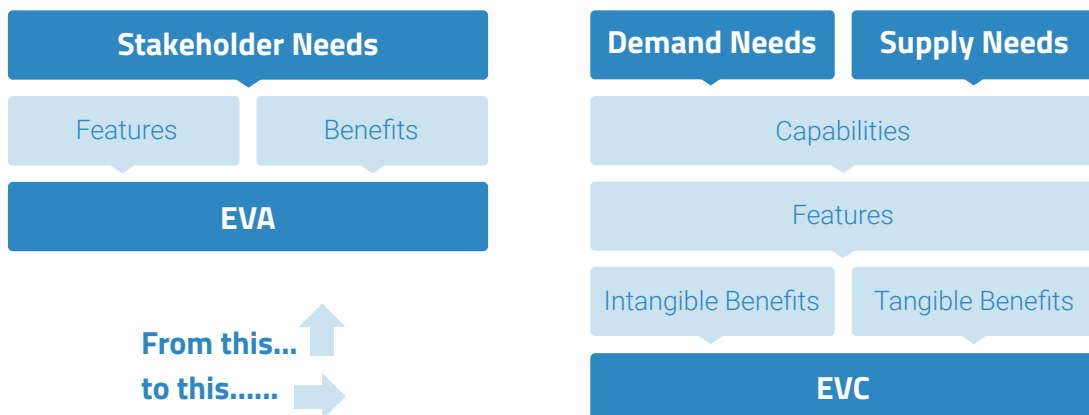 Stakeholder Needs
Features
Benefits
EVA
From this...
to this......
Demand Needs
Supply Needs
Capabilities
Features
Intangible Benefits
Tangible Benefits
EVC